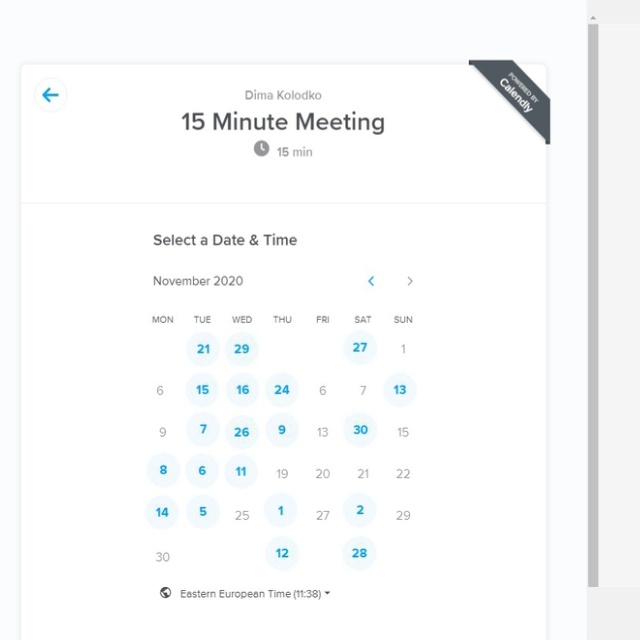 POWERED BY
Calendly
Dima Kolodko
15 Minute Meeting
15 min
Select a Date & Time
November 2020
MON TUE WED THU FRI SAT SUN
21 29 27 1
6 15 16 24 6 7 13
9 7 26 9 13 30 15
8 6 11 19 20 21 22
14 5 25 1 27 2 29
30 12 28
Eastern European Time (11:38)